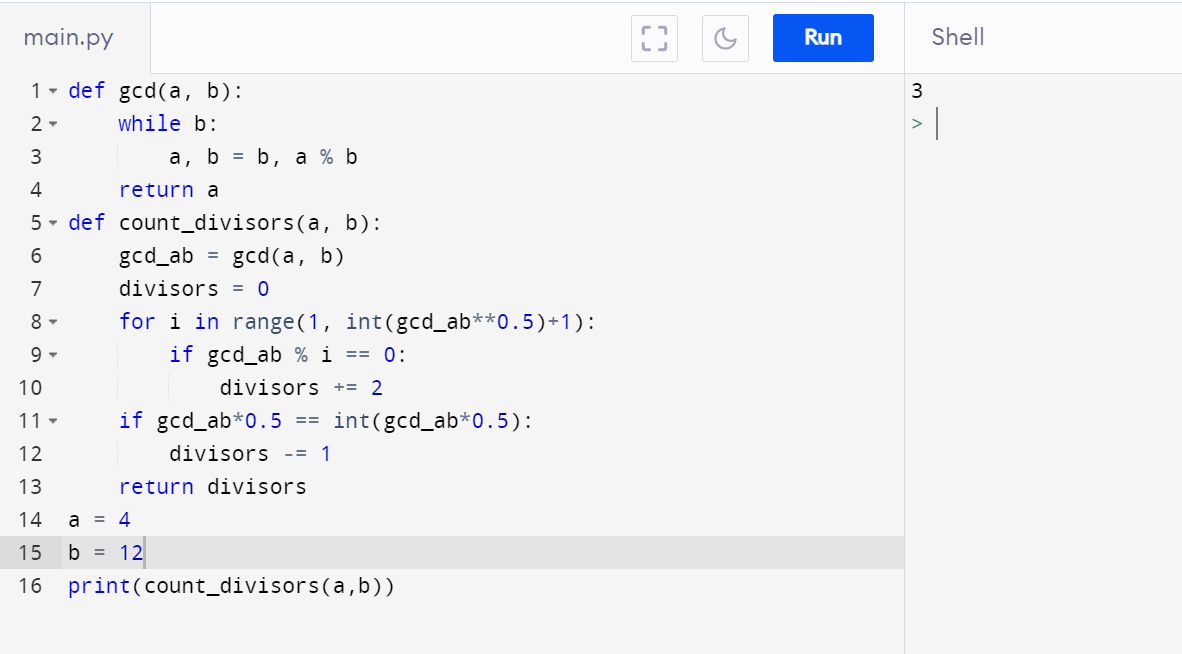 main.py Run Shell
1 def gcd(a, b):
2     while b:
3         a, b = b, a % b
4     return a
5 def count_divisors(a, b):
6     gcd_ab = gcd(a, b)
7     divisors = 0
8     for i in range(1, int(gcd_ab**0.5)+1):
9         if gcd_ab % i == 0:
10             divisors += 2
11     if gcd_ab*0.5 == int(gcd_ab*0.5):
12         divisors -= 1
13     return divisors
14 a = 4
15 b = 12
16 print(count_divisors(a,b))
3
>